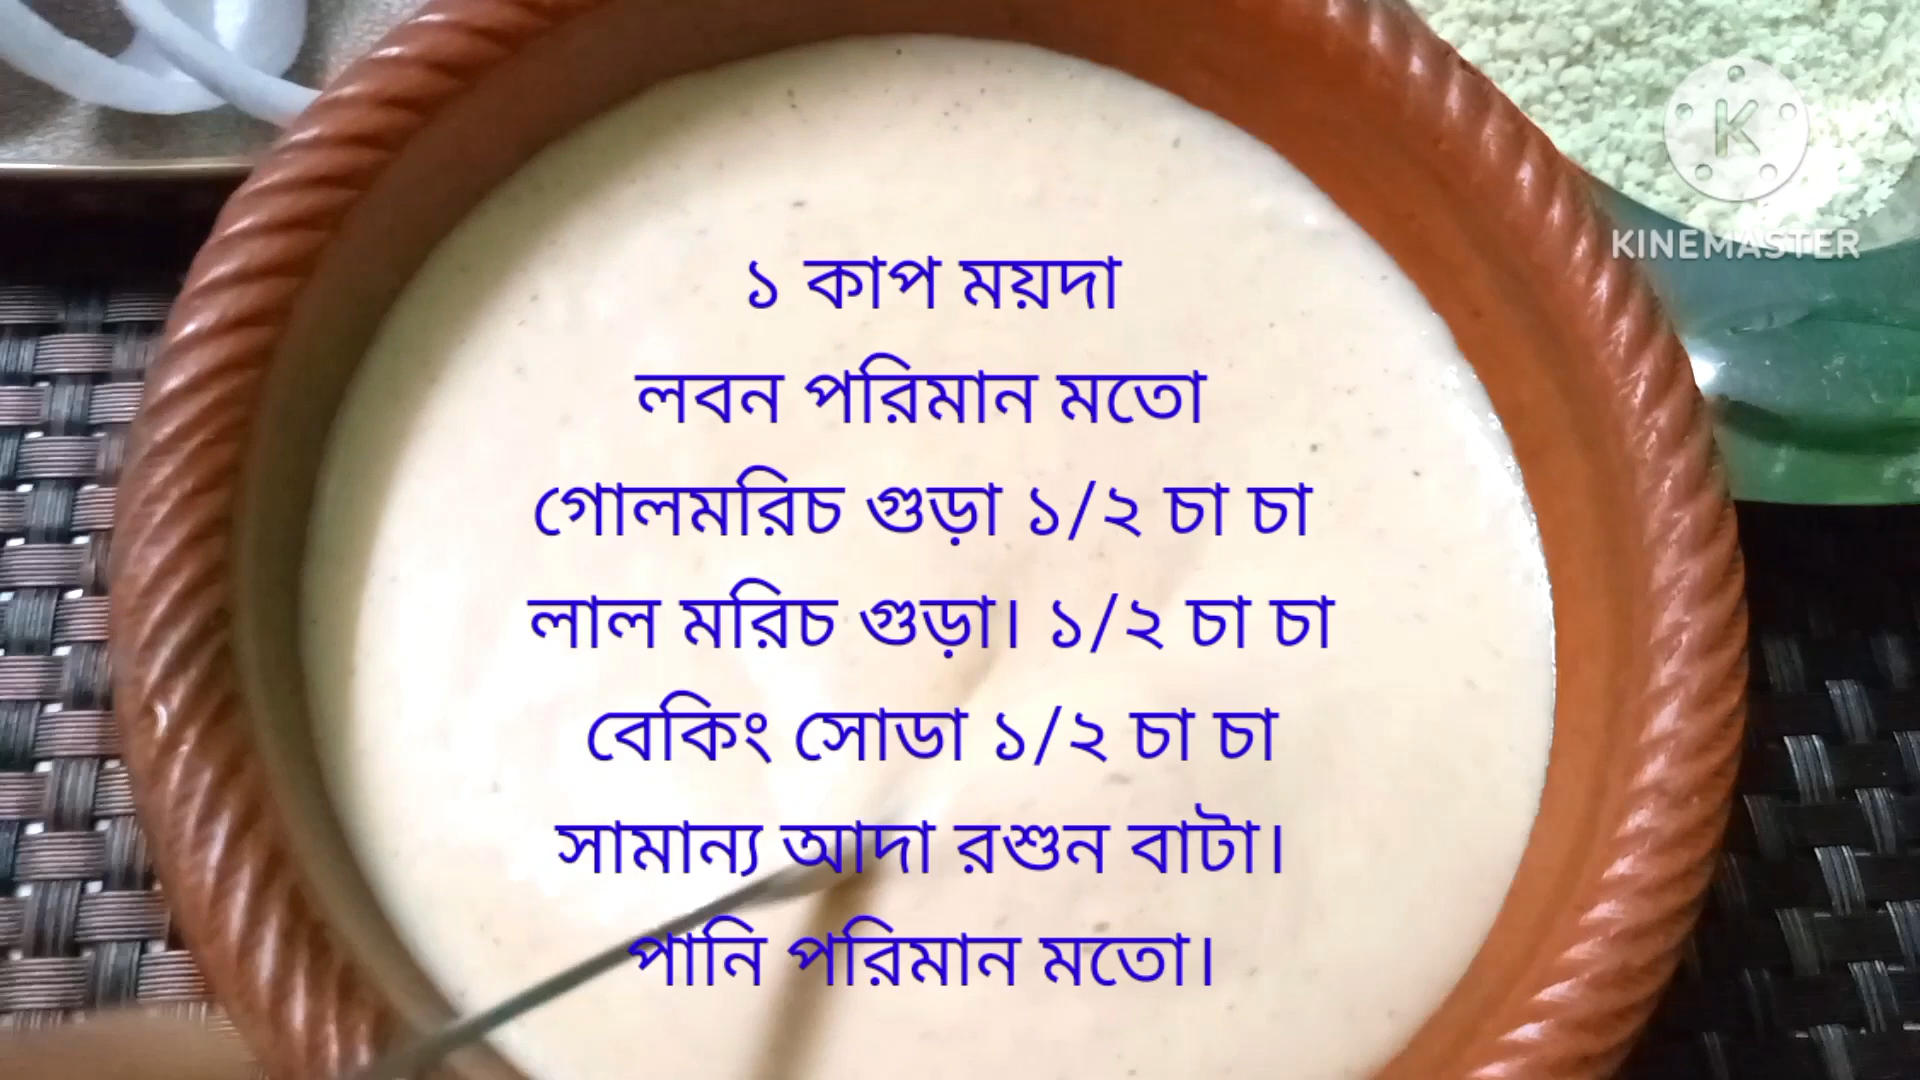 ১ কাপ ময়দা
লবন পরিমান মতো
গোলমরিচ গুড়া ১/২ চা চা
লাল মরিচ গুড়া। ১/২ চা চা
বেকিং সোডা ১/২ চা চা
সামান্য আদা রশুন বাটা।
পানি পরিমান মতো।
K
KINEMASTER